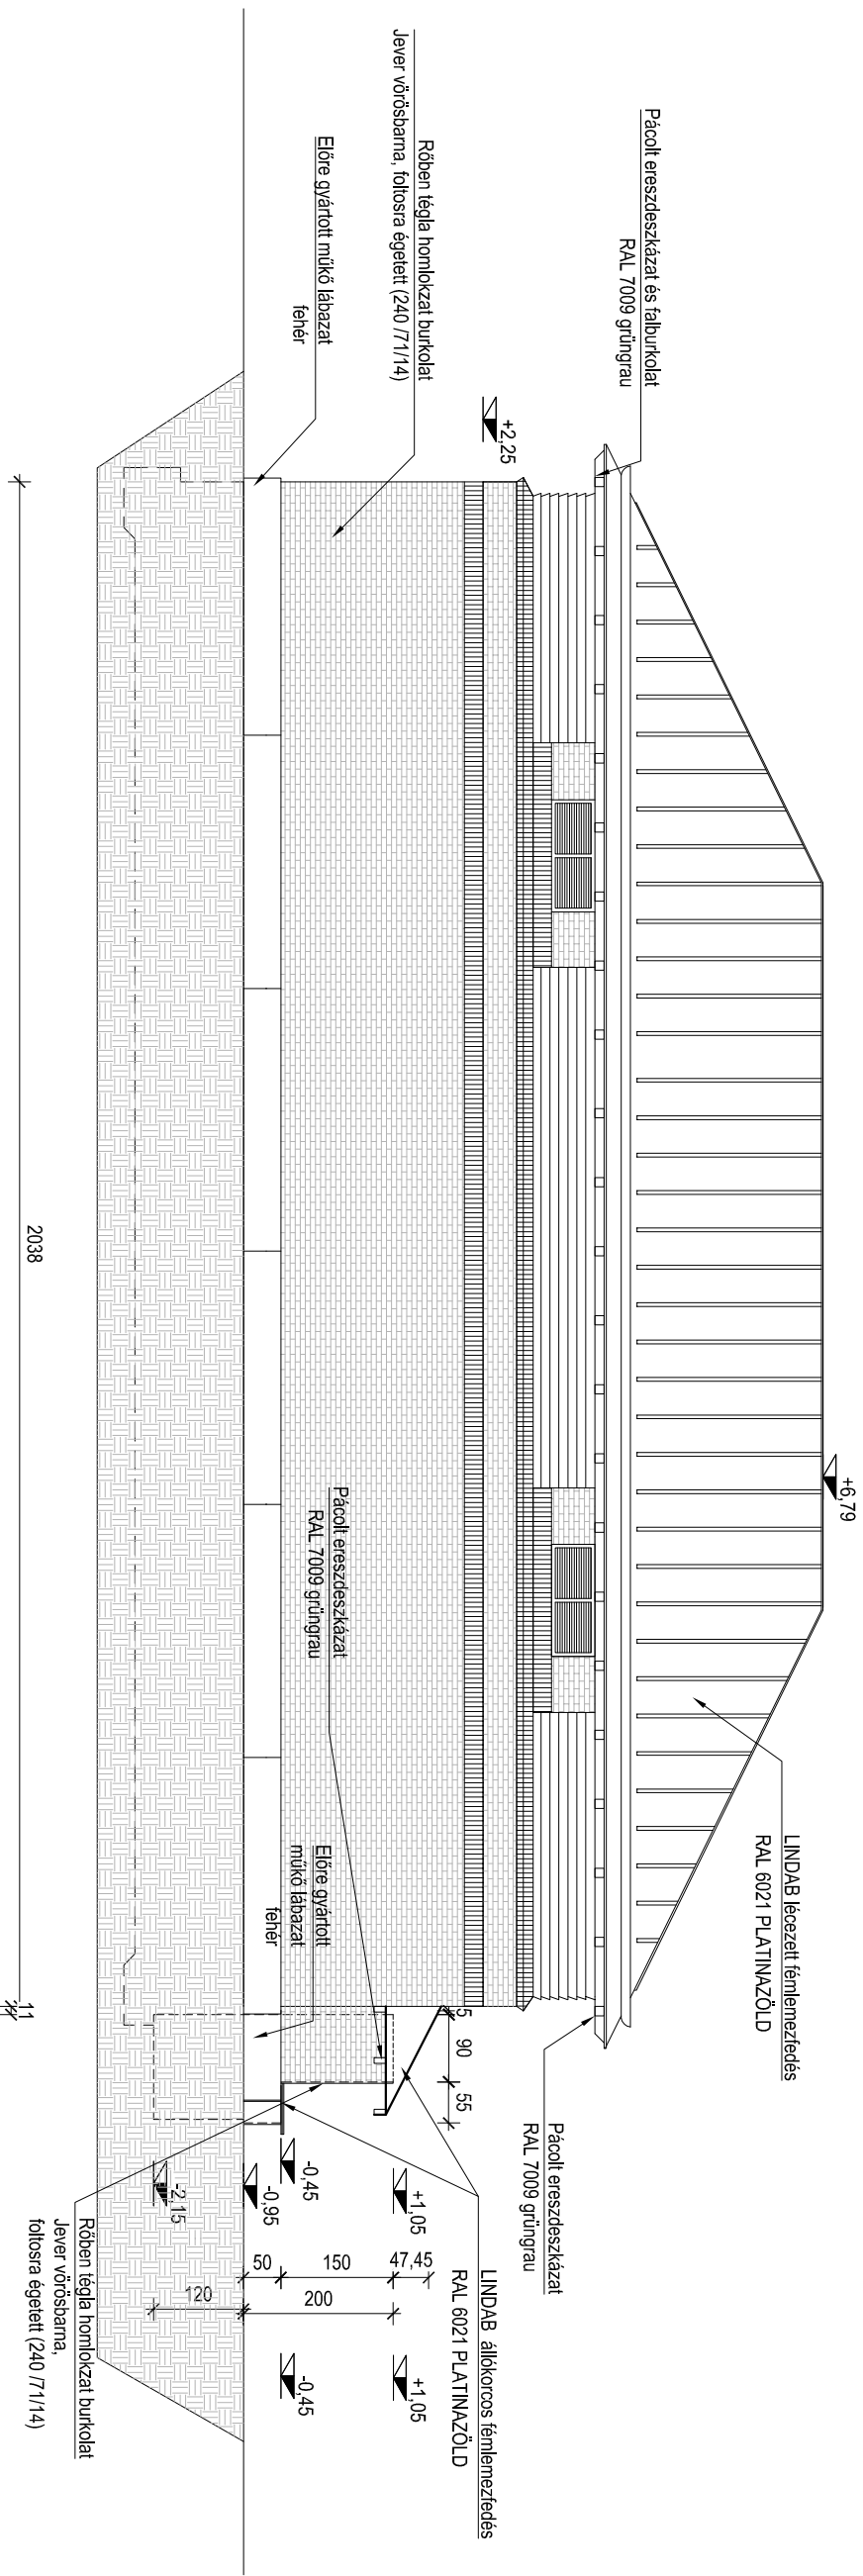 +6,79
LINDAB lécezett fémlemezfedés
RAL 6021 PLATINAZÖLD
Pácolt ereszdeszkázat és falburkolat
RAL 7009 grüngrau
Pácolt ereszdeszkázat
RAL 7009 grüngrau
+2,25
Rőben tégla homlokzat burkolat
Jever vörösbarna, foltosra égetett (240 /71/14)
Előre gyártott műkő lábazat
fehér
Pácolt ereszdeszkázat
RAL 7009 grüngrau
Előre gyártott
műkő lábazat
fehér
5
90
55
LINDAB állókorcos fémlemezfedés
RAL 6021 PLATINAZÖLD
+1,05
-0,45
-0,95
-2,15
47,45
150
50
200
120
+1,05
-0,45
Rőben tégla homlokzat burkolat
Jever vörösbarna,
foltosra égetett (240 /71/14)
2038
11